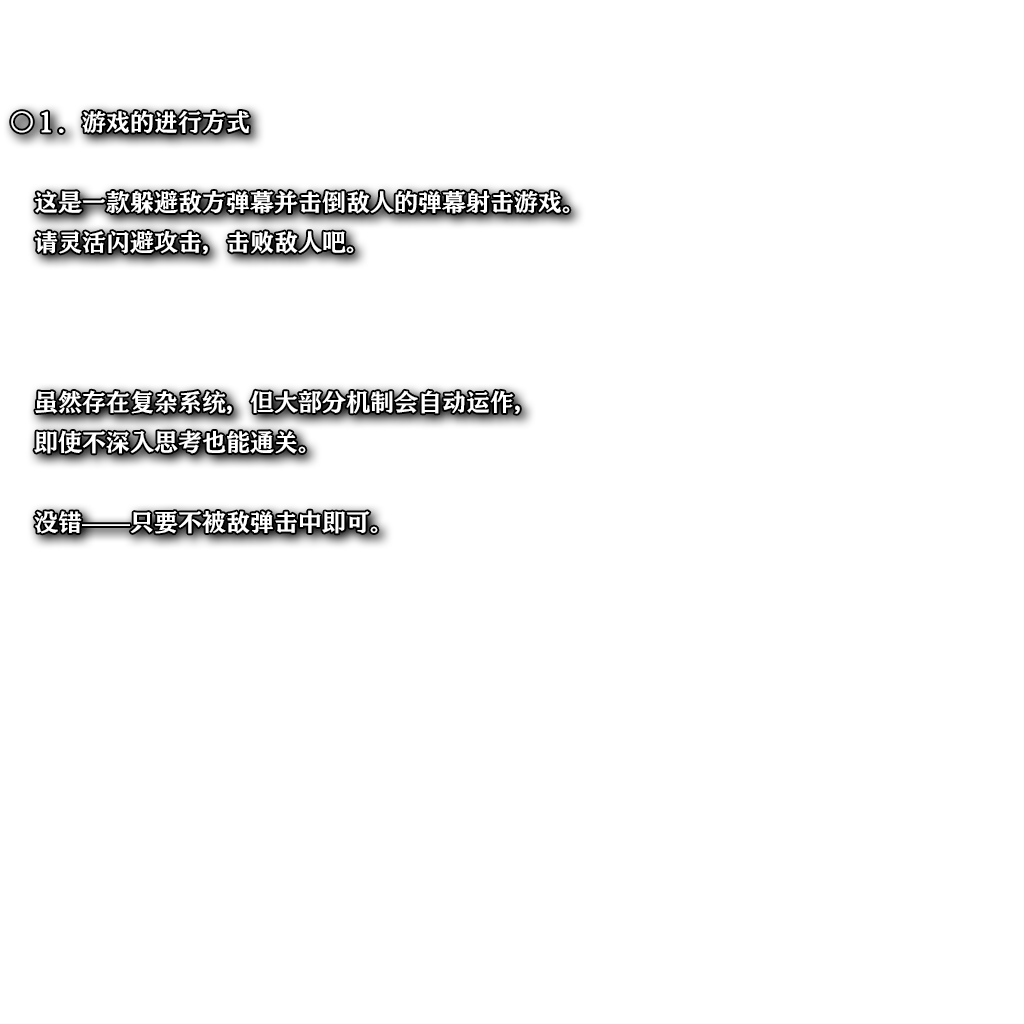 ◎１．游戏的进行方式
这是一款躲避敌方弹幕并击倒敌人的弹幕射击游戏。
请灵活闪避攻击，击败敌人吧。
虽然存在复杂系统，但大部分机制会自动运作，
即使不深入思考也能通关。
没错——只要不被敌弹击中即可。